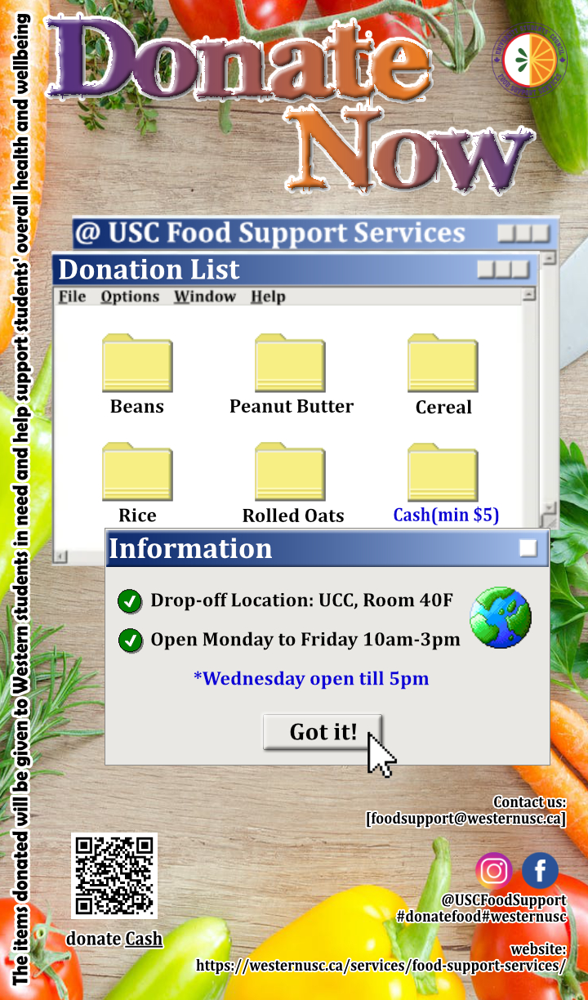 Donate
Now
@ USC Food Support Services
Donation List
File Options Window Help
Beans
Peanut Butter
Cereal
Rice
Rolled Oats
Cash(min $5)
Information
Drop-off Location: UCC, Room 40F
Open Monday to Friday 10am-3pm
*Wednesday open till 5pm
Got it!
Contact us:
[foodsupport@westernusc.ca]
@USCFoodSupport
#donatefood#westernusc
donate Cash
website:
https://westernusc.ca/services/food-support-services/
The items donated will be given to Western students in need and help support students' overall health and wellbeing